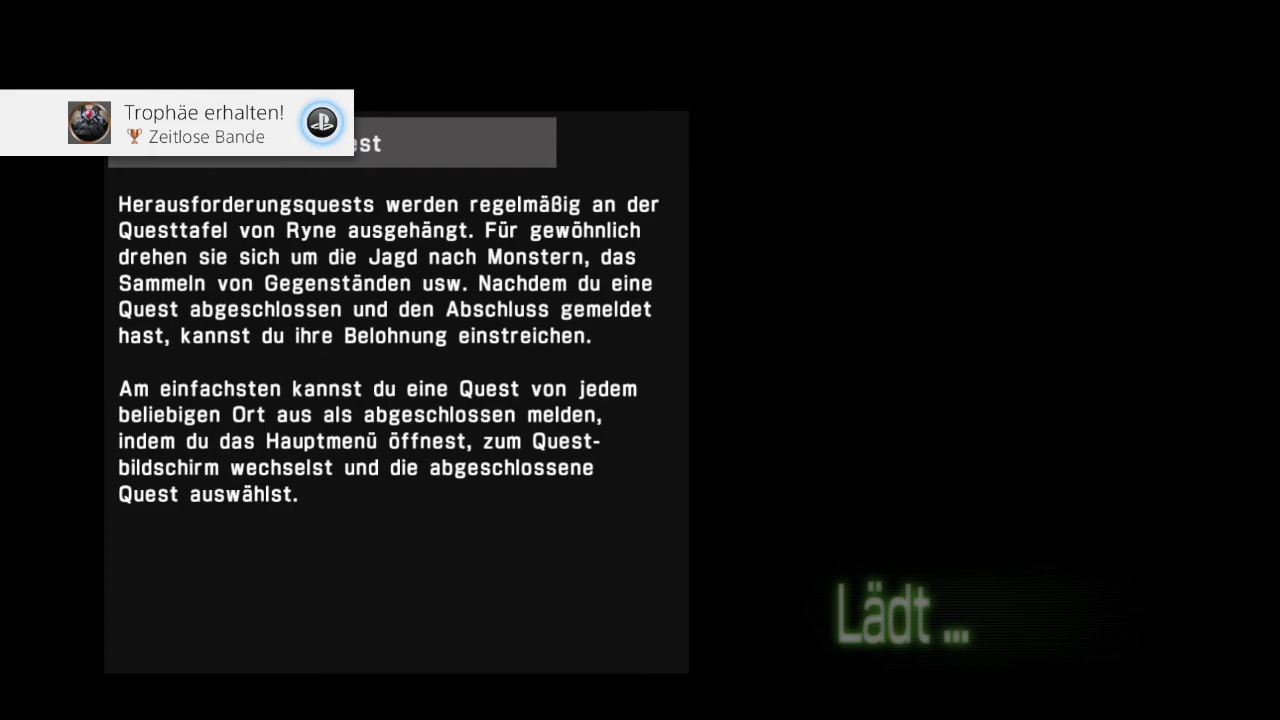 Trophäe erhalten!
Zeitlose Bande
Herausforderungsquests werden regelmäßig an der
Questtafel von Ryne ausgehängt. Für gewöhnlich
drehen sie sich um die Jagd nach Monstern, das
Sammeln von Gegenständen usw. Nachdem du eine
Quest abgeschlossen und den Abschluss gemeldet
hast, kannst du ihre Belohnung einstreichen.
Am einfachsten kannst du eine Quest von jedem
beliebigen Ort aus als abgeschlossen melden,
indem du das Hauptmenü öffnest, zum Quest-
bildschirm wechselst und die abgeschlossene
Quest auswählst.
Lädt ...